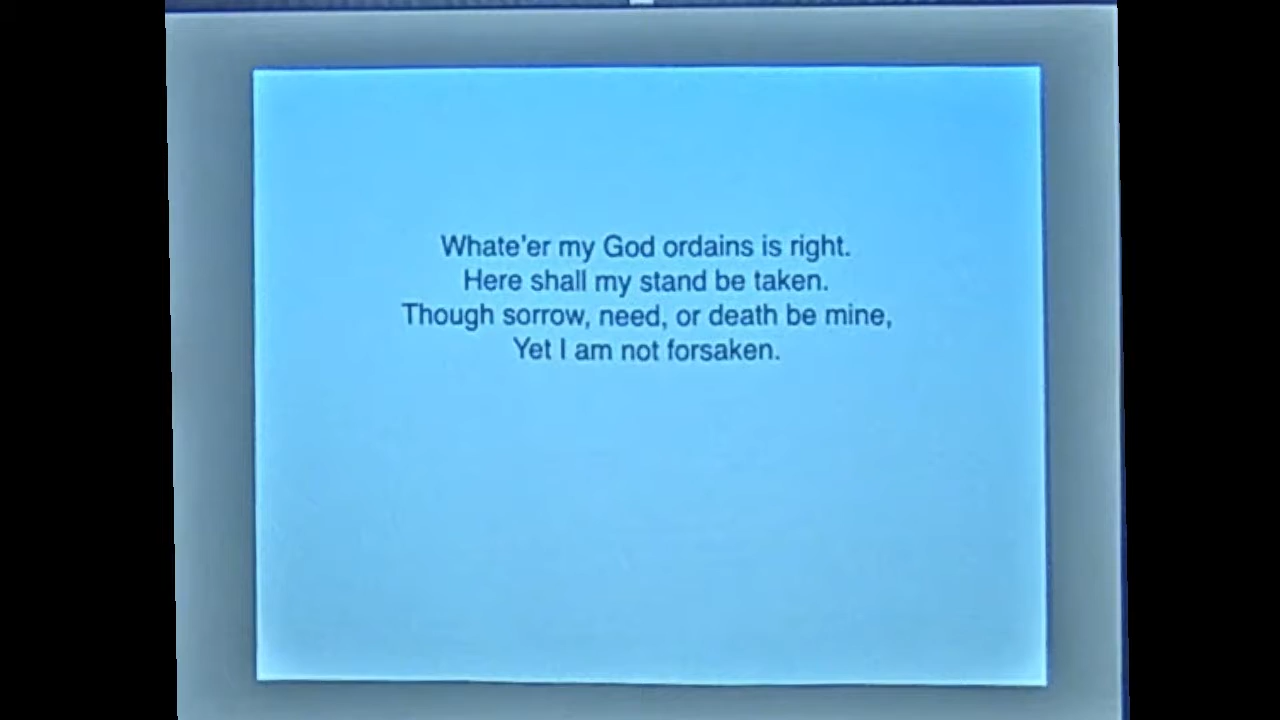 Whate'er my God ordains is right.
Here shall my stand be taken.
Though sorrow, need, or death be mine,
Yet I am not forsaken.